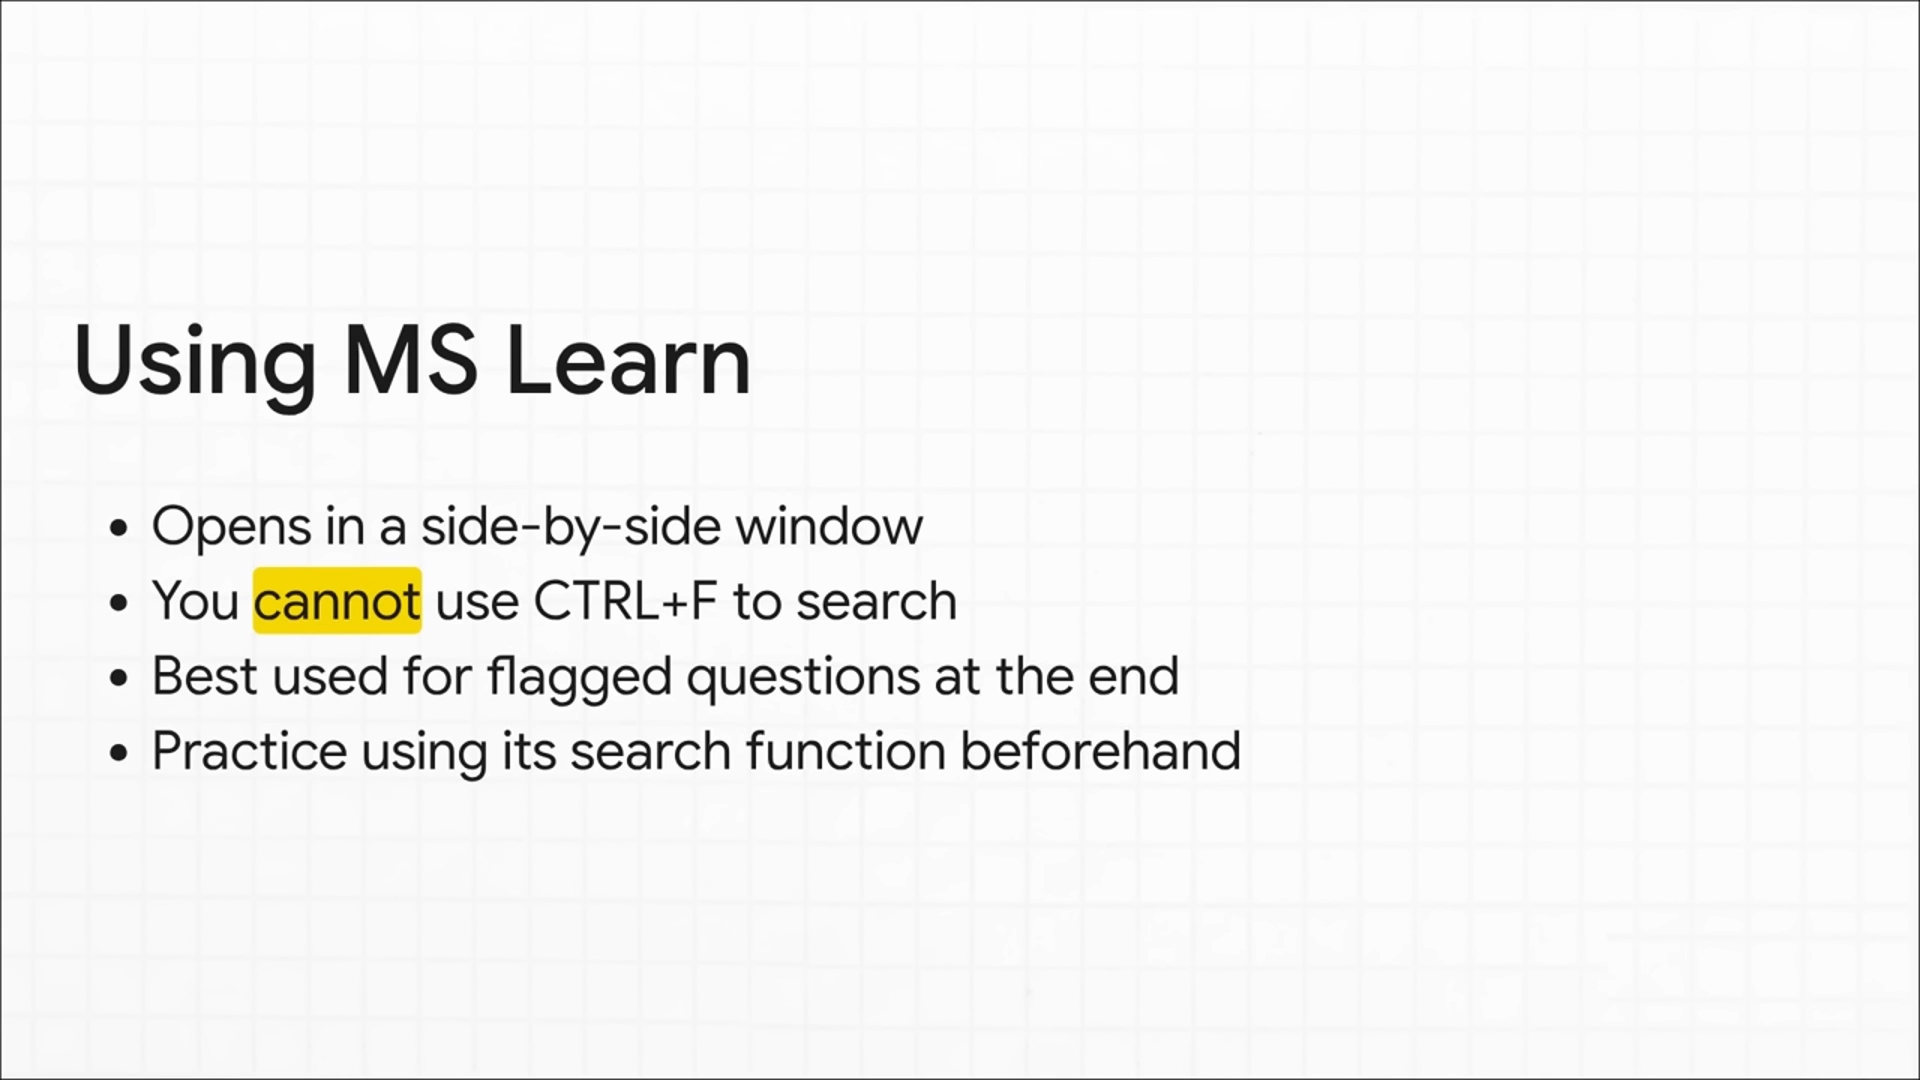 Using MS Learn
• Opens in a side-by-side window
• You cannot use CTRL+F to search
• Best used for flagged questions at the end
• Practice using its search function beforehand